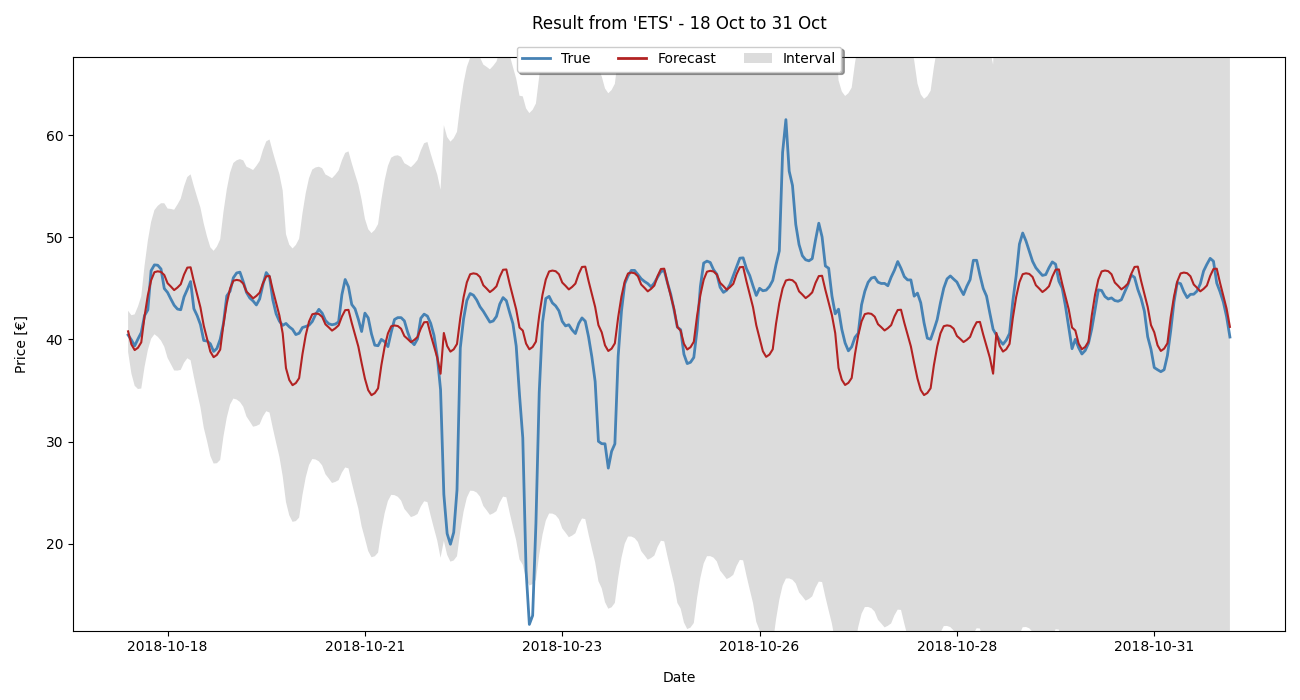 Result from 'ETS' - 18 Oct to 31 Oct
True Forecast Interval
Price [€]
60
50
40
30
20
2018-10-18 2018-10-21 2018-10-23 2018-10-26 2018-10-28 2018-10-31
Date